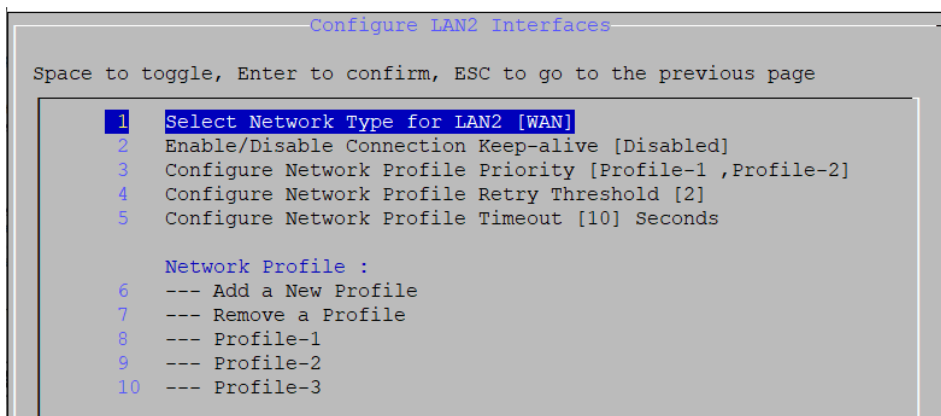 Configure LAN2 Interfaces
Space to toggle, Enter to confirm, ESC to go to the previous page
1 Select Network Type for LAN2 [WAN]
2 Enable/Disable Connection Keep-alive [Disabled]
3 Configure Network Profile Priority [Profile-1 ,Profile-2]
4 Configure Network Profile Retry Threshold [2]
5 Configure Network Profile Timeout [10] Seconds
Network Profile :
6 --- Add a New Profile
7 --- Remove a Profile
8 --- Profile-1
9 --- Profile-2
10 --- Profile-3